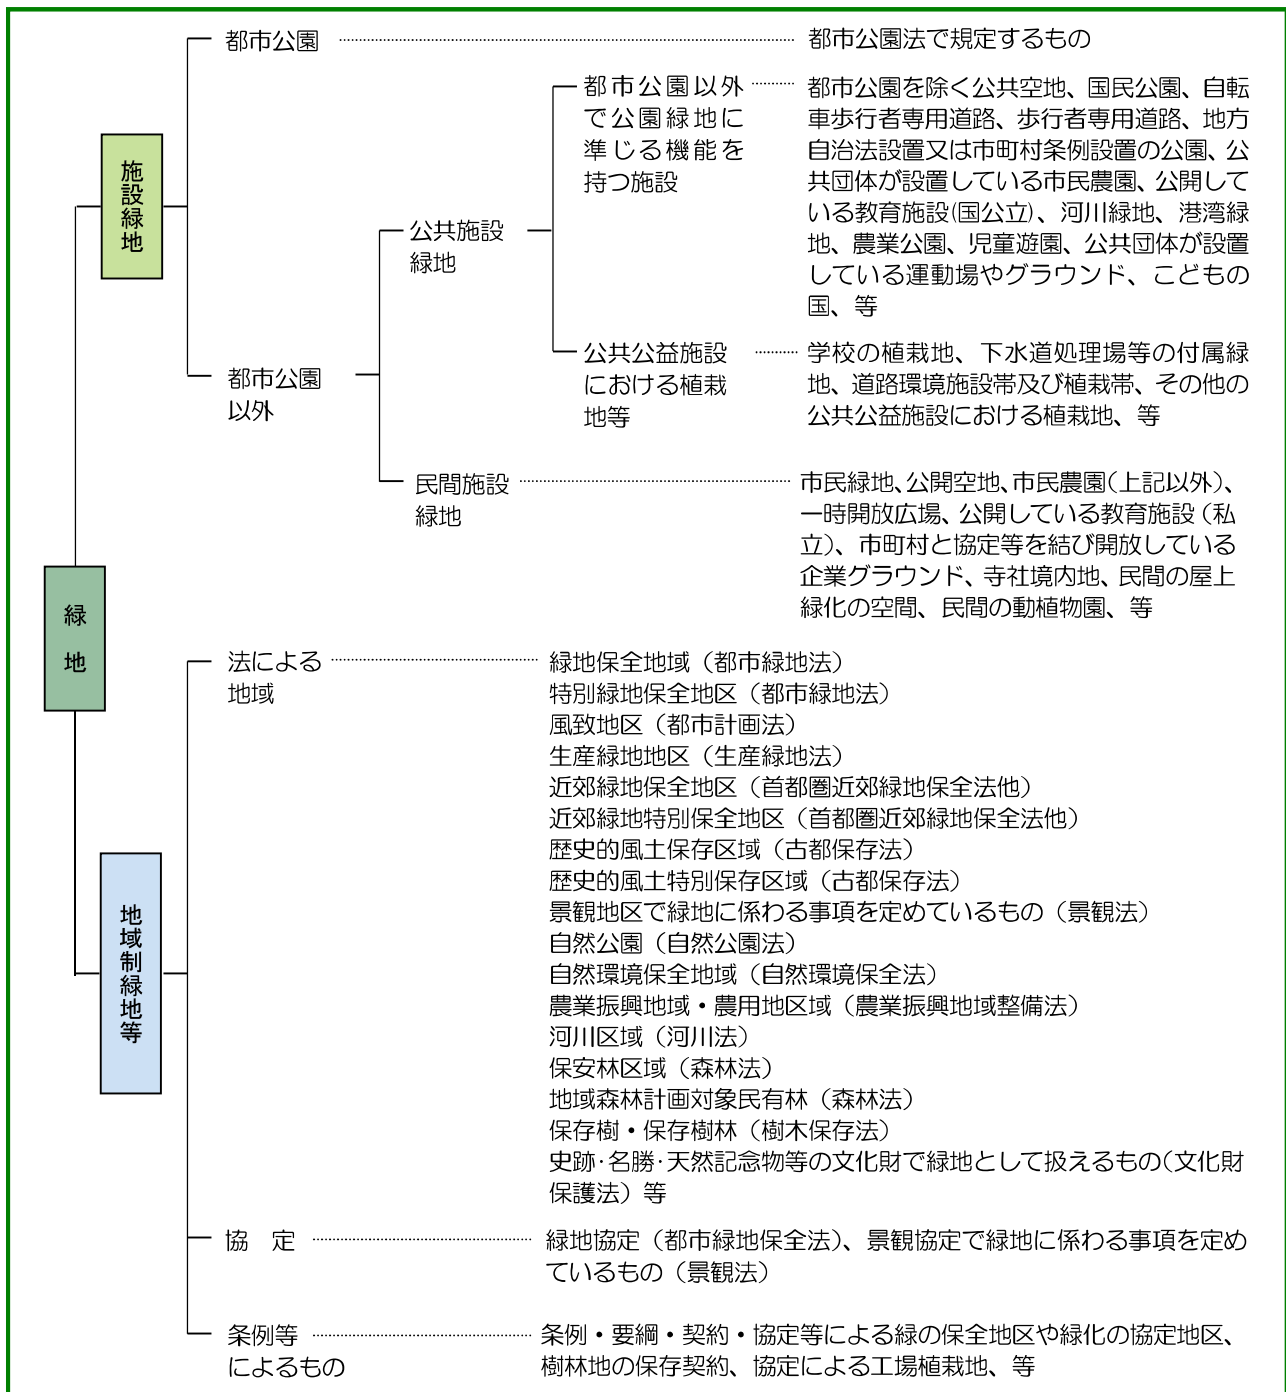 都市公園
都市公園法で規定するもの
都市公園以外
で公園緑地に
準じる機能を
持つ施設
都市公園を除く公共空地、国民公園、自転
車歩行者専用道路、歩行者専用道路、地方
自治法設置又は市町村条例設置の公園、公
共団体が設置している市民農園、公開して
いる教育施設(国公立)、河川緑地、港湾緑
地、農業公園、児童遊園、公共団体が設置
している運動場やグラウンド、こどもの
国、等
施設緑地
公共施設
緑地
公共公益施設
における植栽
地等
学校の植栽地、下水道処理場等の付属緑
地、道路環境施設帯及び植栽帯、その他の
公共公益施設における植栽地、等
都市公園
以外
民間施設
緑地
市民緑地、公開空地、市民農園(上記以外)、
一時開放広場、公開している教育施設(私
立)、市町村と協定等を結び開放している
企業グラウンド、寺社境内地、民間の屋上
緑化の空間、民間の動植物園、等
緑地
法による
地域
緑地保全地域（都市緑地法）
特別緑地保全地区（都市緑地法）
風致地区（都市計画法）
生産緑地地区（生産緑地法）
近郊緑地保全地区（首都圏近郊緑地保全法他）
近郊緑地特別保全地区（首都圏近郊緑地保全法他）
歴史的風土保存区域（古都保存法）
歴史的風土特別保存区域（古都保存法）
景観地区で緑地に係わる事項を定めているもの（景観法）
自然公園（自然公園法）
自然環境保全地域（自然環境保全法）
農業振興地域・農用地区域（農業振興地域整備法）
河川区域（河川法）
保安林区域（森林法）
地域森林計画対象民有林（森林法）
保存樹・保存樹林（樹木保存法）
史跡・名勝・天然記念物等の文化財で緑地として扱えるもの（文化財
保護法）等
地域制緑地等
協　定
緑地協定（都市緑地保全法）、景観協定で緑地に係わる事項を定め
ているもの（景観法）
条例等
によるもの
条例・要綱・契約・協定等による緑の保全地区や緑化の協定地区、
樹林地の保存契約、協定による工場植栽地、等